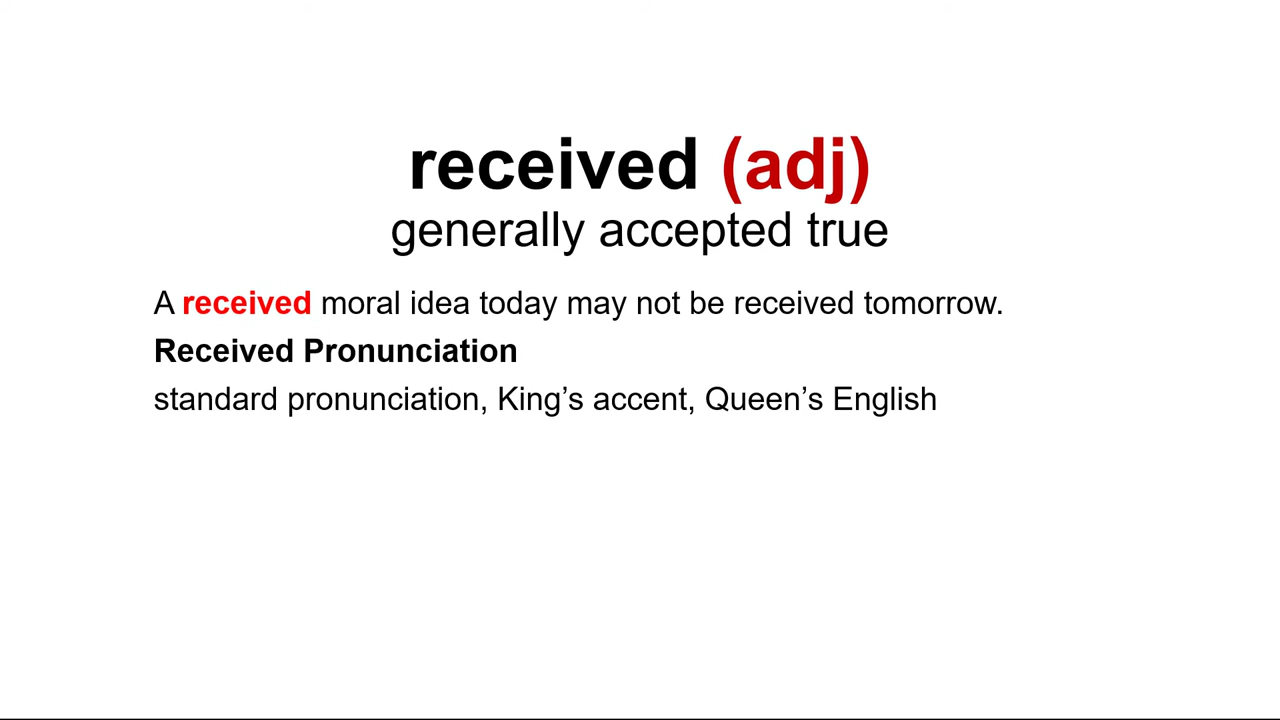 received (adj)
generally accepted true
A received moral idea today may not be received tomorrow.
Received Pronunciation
standard pronunciation, King’s accent, Queen’s English